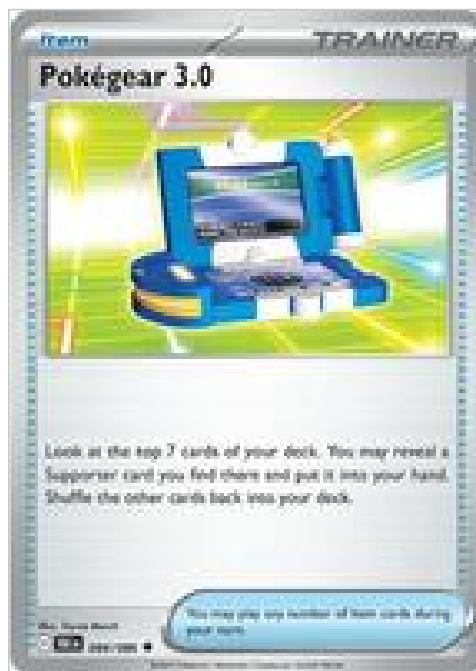 Item
TRAINER
Pokégear 3.0
Look at the top 7 cards of your deck. You may reveal a
Supporter card you find there and put it into your hand.
Shuffle the other cards back into your deck.
You may play any number of Item cards during
your turn.